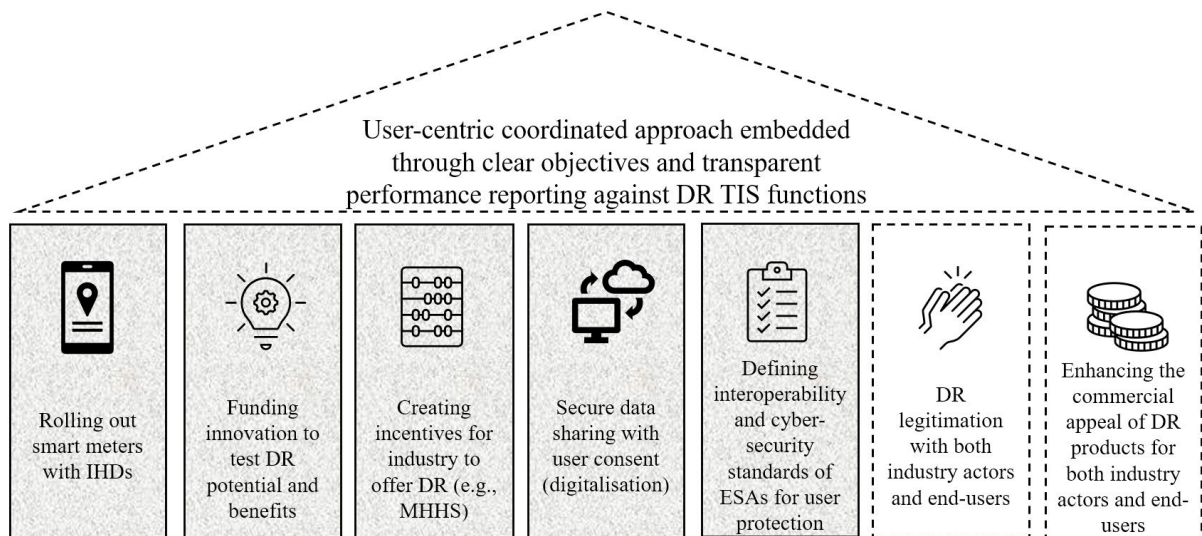 User-centric coordinated approach embedded
through clear objectives and transparent
performance reporting against DR TIS functions
Rolling out
smart meters
with IHDs
Funding
innovation to
test DR
potential and
benefits
Creating
incentives for
industry to
offer DR (e.g.,
MHHS)
Secure data
sharing with
user consent
(digitalisation)
Defining
interoperability
and cyber-
security
standards of
ESAs for user
protection
DR
legitimation
with both
industry actors
and end-users
Enhancing the
commercial
appeal of DR
products for
both industry
actors and end-
users